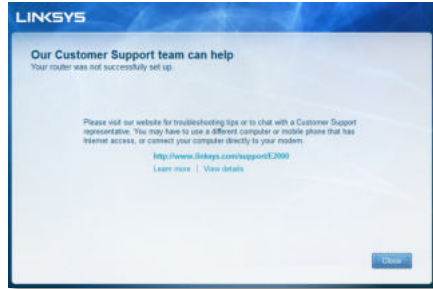 LINKSYS
Our Customer Support team can help
Your router was not successfully set up.
Please visit our website for troubleshooting tips or to chat with a Customer Support
representative. You may have to use a different computer or mobile phone that has
Internet access, or connect your computer directly to your modem.
http://www.linksys.com/support/E2000
Learn more | View details
Close